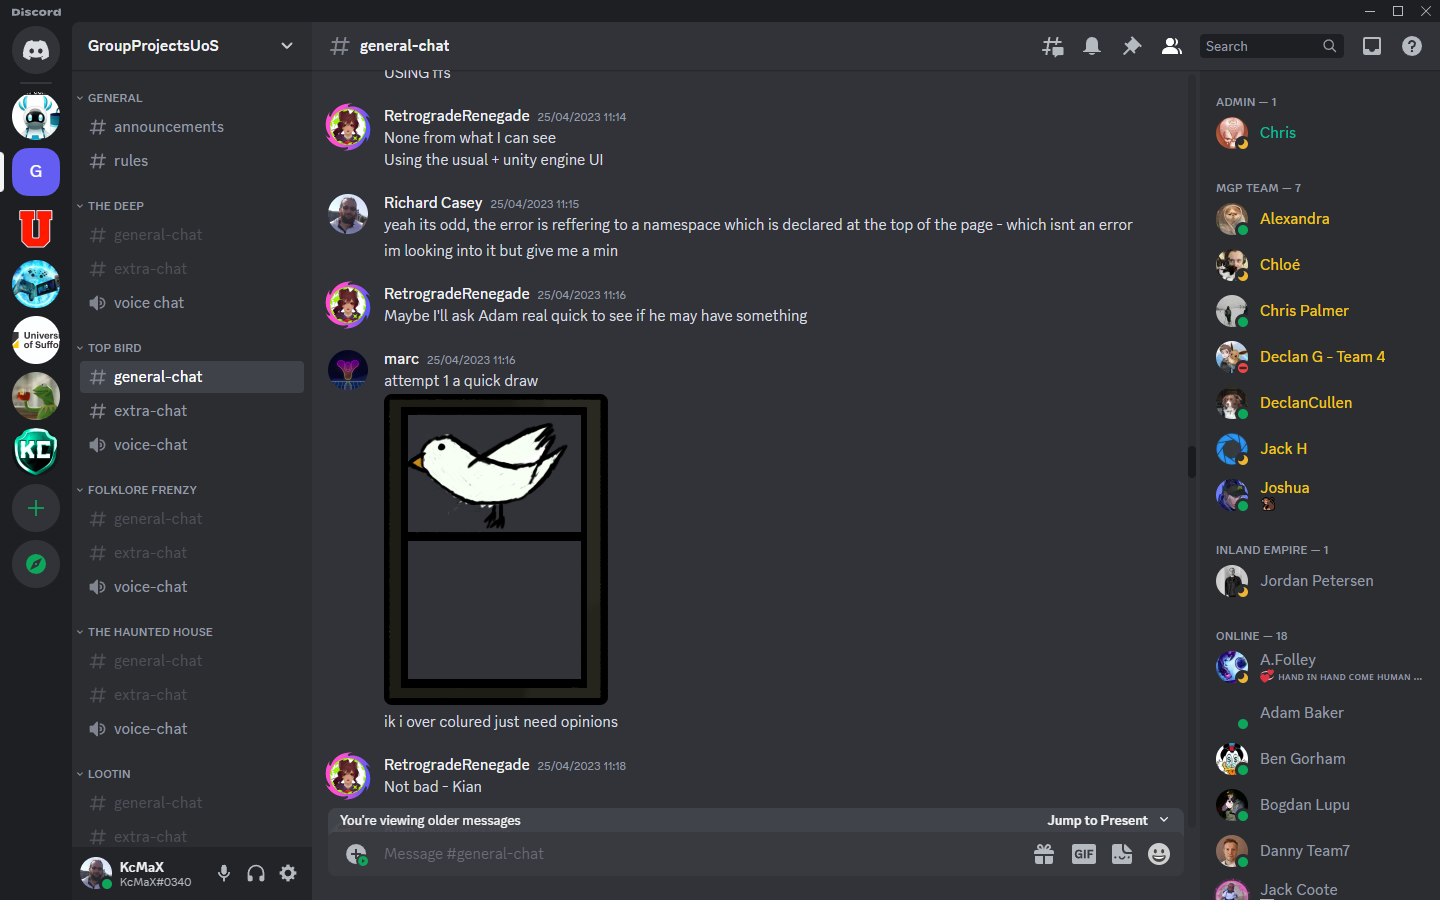 Discord
GroupProjectsUoS
GENERAL
announcements
rules
THE DEEP
general-chat
extra-chat
voice chat
TOP BIRD
general-chat
extra-chat
voice-chat
FOLKLORE FRENZY
general-chat
extra-chat
voice-chat
THE HAUNTED HOUSE
general-chat
extra-chat
voice-chat
LOOTIN
general-chat
extra-chat
G
U
Univers
of Suffo
KC
KcMaX
KcMaX#0340
general-chat
Search
USING ffs
RetrogradeRenegade 25/04/2023 11:14
None from what I can see
Using the usual + unity engine UI
Richard Casey 25/04/2023 11:15
yeah its odd, the error is reffering to a namespace which is declared at the top of the page - which isnt an error
im looking into it but give me a min
RetrogradeRenegade 25/04/2023 11:16
Maybe I'll ask Adam real quick to see if he may have something
marc 25/04/2023 11:16
attempt 1 a quick draw
ik i over colured just need opinions
RetrogradeRenegade 25/04/2023 11:18
Not bad - Kian
You're viewing older messages
Jump to Present
Message #general-chat
GIF
ADMIN — 1
Chris
MGP TEAM — 7
Alexandra
Chloé
Chris Palmer
Declan G - Team 4
DeclanCullen
Jack H
Joshua
INLAND EMPIRE — 1
Jordan Petersen
ONLINE — 18
A.Folley
HAND IN HAND COME HUMAN ...
Adam Baker
Ben Gorham
Bogdan Lupu
Danny Team7
Jack Coote